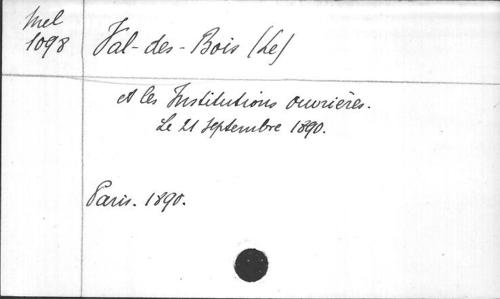 Mel
1098
Val-des-Bois (Le)
et les Institutions ouvrières.
Le 21 Septembre 1890.
Paris. 1890.